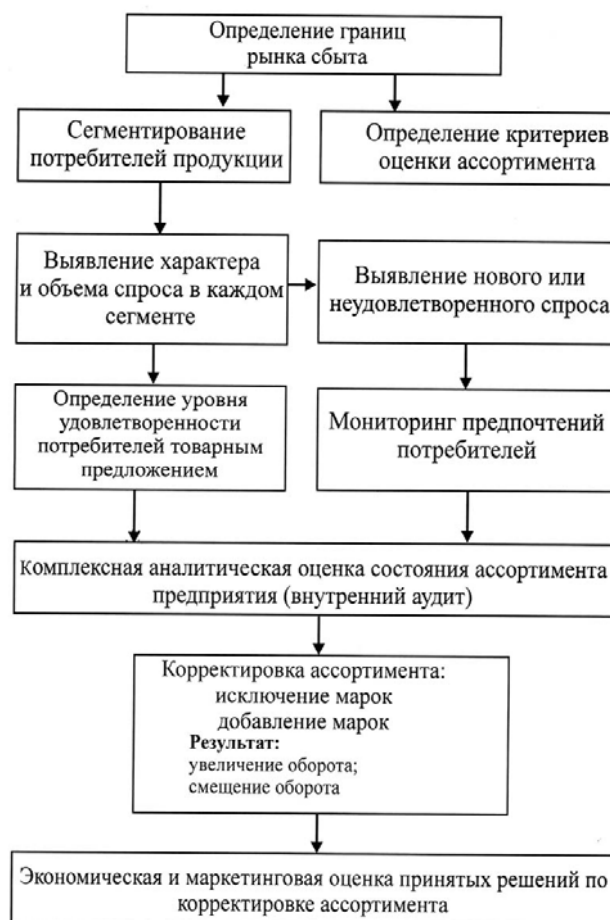 Определение границ
рынка сбыта
Сегментирование
потребителей продукции
Определение критериев
оценки ассортимента
Выявление характера
и объема спроса в каждом
сегменте
Выявление нового или
неудовлетворенного спроса
Определение уровня
удовлетворенности
потребителей товарным
предложением
Мониторинг предпочтений
потребителей
Комплексная аналитическая оценка состояния ассортимента
предприятия (внутренний аудит)
Корректировка ассортимента:
исключение марок
добавление марок
Результат:
увеличение оборота;
смещение оборота
Экономическая и маркетинговая оценка принятых решений по
корректировке ассортимента